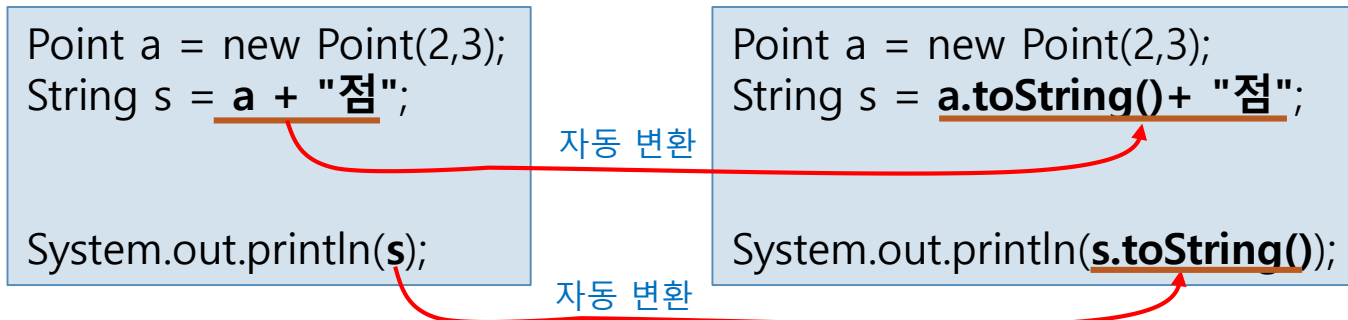 Point a = new Point(2,3);
String s = a + "점";
System.out.println(s);
자동 변환
자동 변환
Point a = new Point(2,3);
String s = a.toString()+ "점";
System.out.println(s.toString());